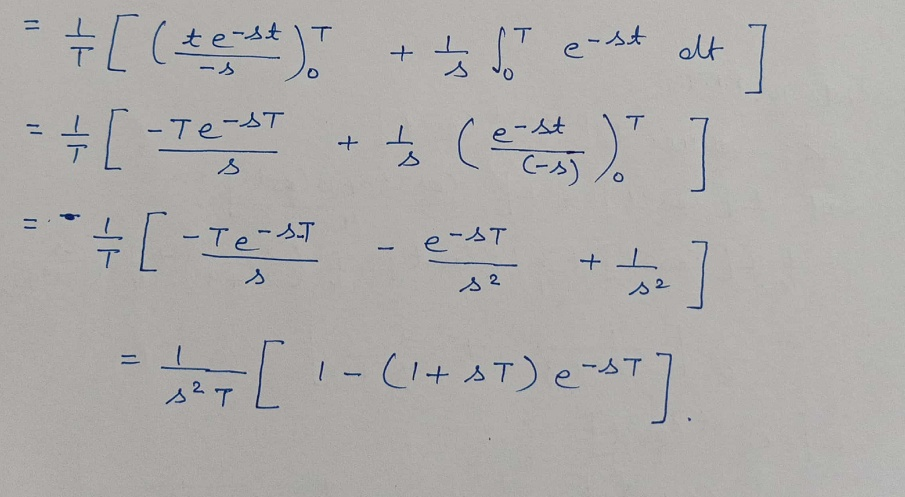 = 1/T [ ( t e^{-st} / -s )_0^T + 1/s ∫_0^T e^{-st} dt ]
= 1/T [ -T e^{-sT} / s + 1/s ( e^{-st} / (-s) )_0^T ]
= 1/T [ -T e^{-sT} / s - e^{-sT} / s^2 + 1/s^2 ]
= 1/(s^2 T) [ 1 - (1 + sT) e^{-sT} ].